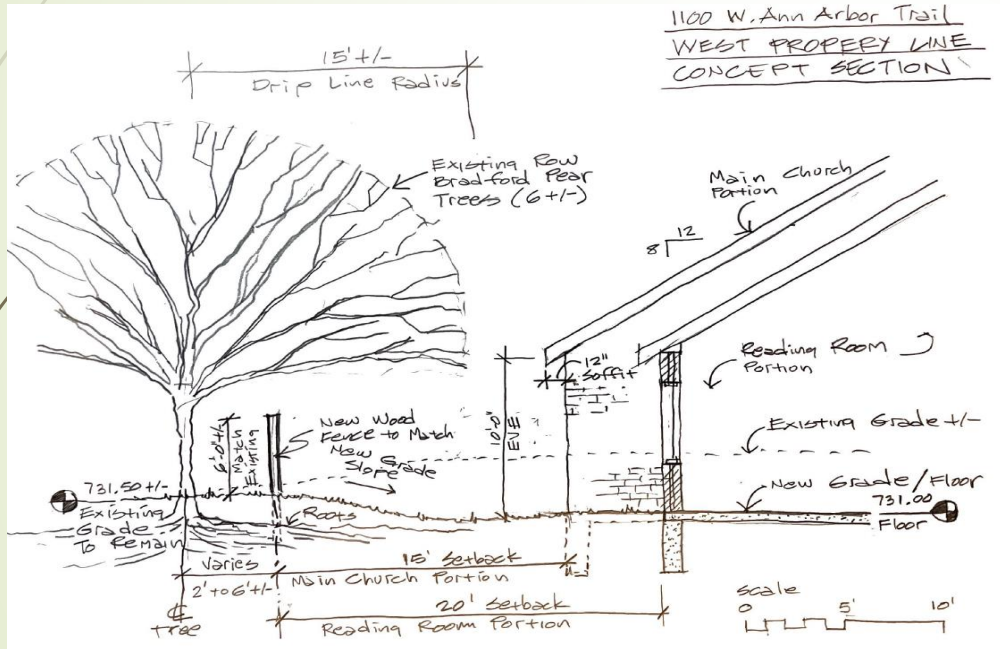 1100 W. Ann Arbor Trail
WEST PROPERY LINE
CONCEPT SECTION
15'+/-
Drip Line Radius
Existing Row
Bradford Pear
Trees (6+/-)
Main Church
Portion
12
8
12"
Soffit
Reading Room
Portion
10'-0"
EVE
6'-0"+/-
Match
Existing
New Wood
Fence to Match
New Grade
Slope
Existing Grade +/-
731.50 +/-
Existing
Grade
To Remain
Roots
New Grade/Floor
731.00
Floor
Varies
2' to 6'+/-
15' Setback
Main Church Portion
20' Setback
Reading Room Portion
CL
tree
Scale
0 5' 10'